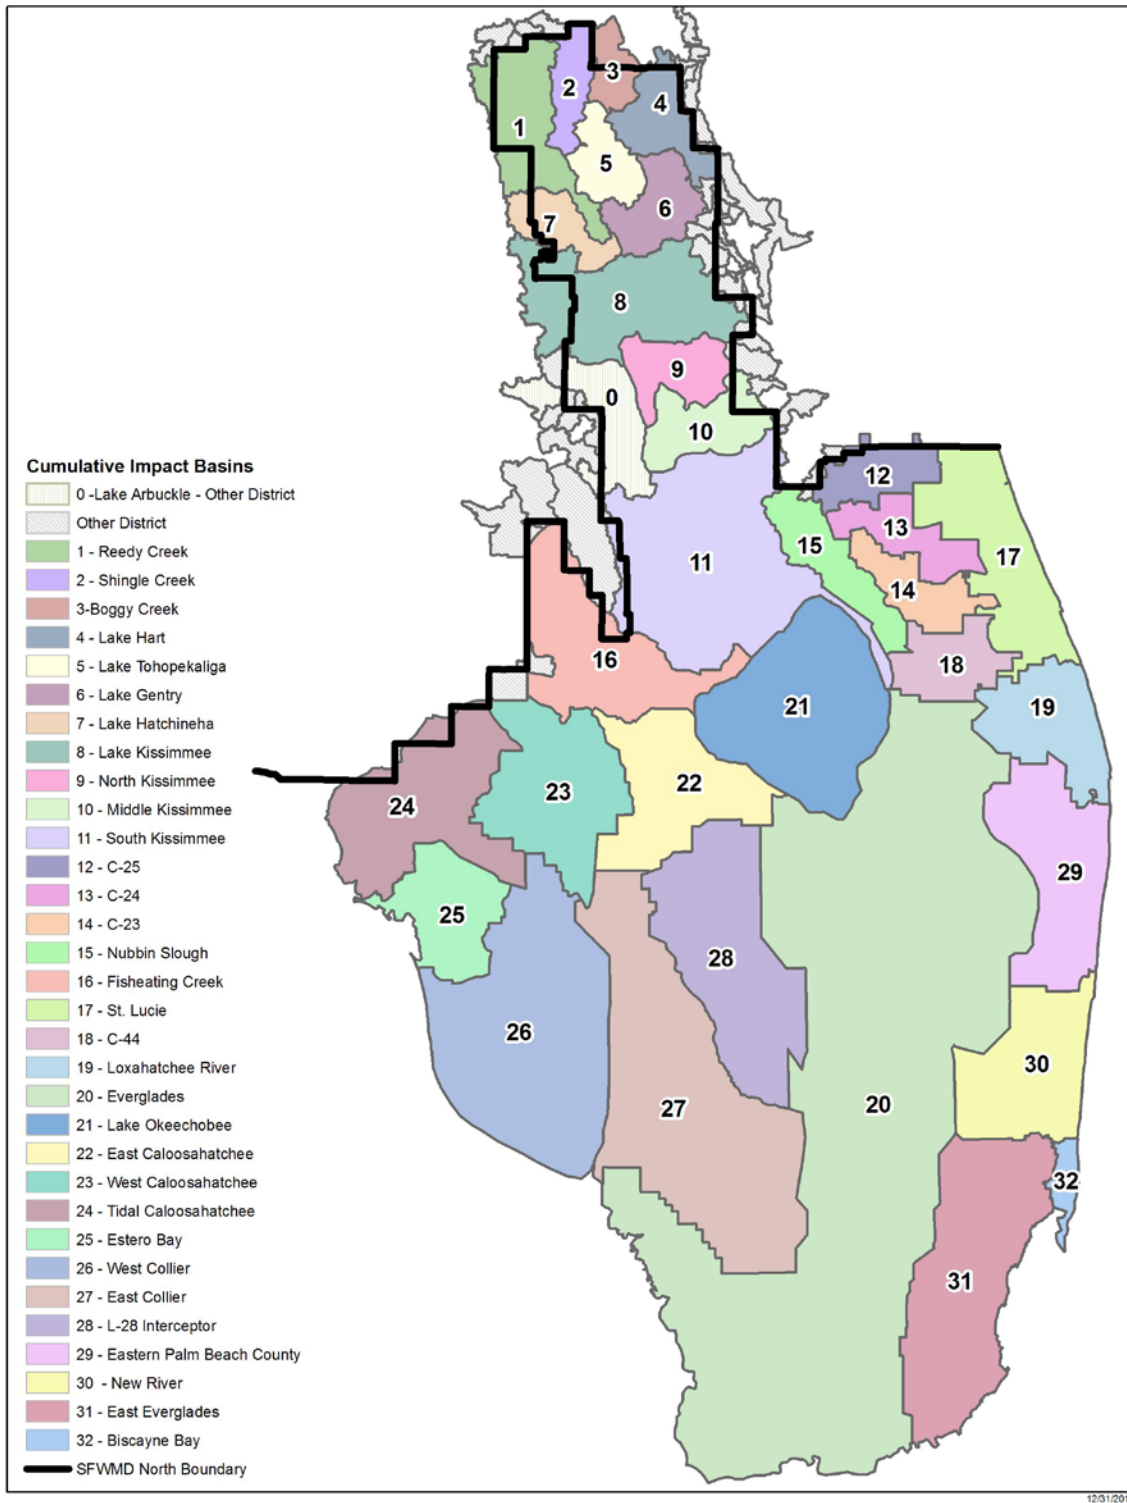 1
2
3
4
5
6
7
8
9
0
10
11
12
13
14
15
17
16
18
19
21
22
23
24
29
25
28
26
30
27
20
32
31
Cumulative Impact Basins
0 -Lake Arbuckle - Other District
Other District
1 - Reedy Creek
2 - Shingle Creek
3-Boggy Creek
4 - Lake Hart
5 - Lake Tohopekaliga
6 - Lake Gentry
7 - Lake Hatchineha
8 - Lake Kissimmee
9 - North Kissimmee
10 - Middle Kissimmee
11 - South Kissimmee
12 - C-25
13 - C-24
14 - C-23
15 - Nubbin Slough
16 - Fisheating Creek
17 - St. Lucie
18 - C-44
19 - Loxahatchee River
20 - Everglades
21 - Lake Okeechobee
22 - East Caloosahatchee
23 - West Caloosahatchee
24 - Tidal Caloosahatchee
25 - Estero Bay
26 - West Collier
27 - East Collier
28 - L-28 Interceptor
29 - Eastern Palm Beach County
30 - New River
31 - East Everglades
32 - Biscayne Bay
SFWMD North Boundary